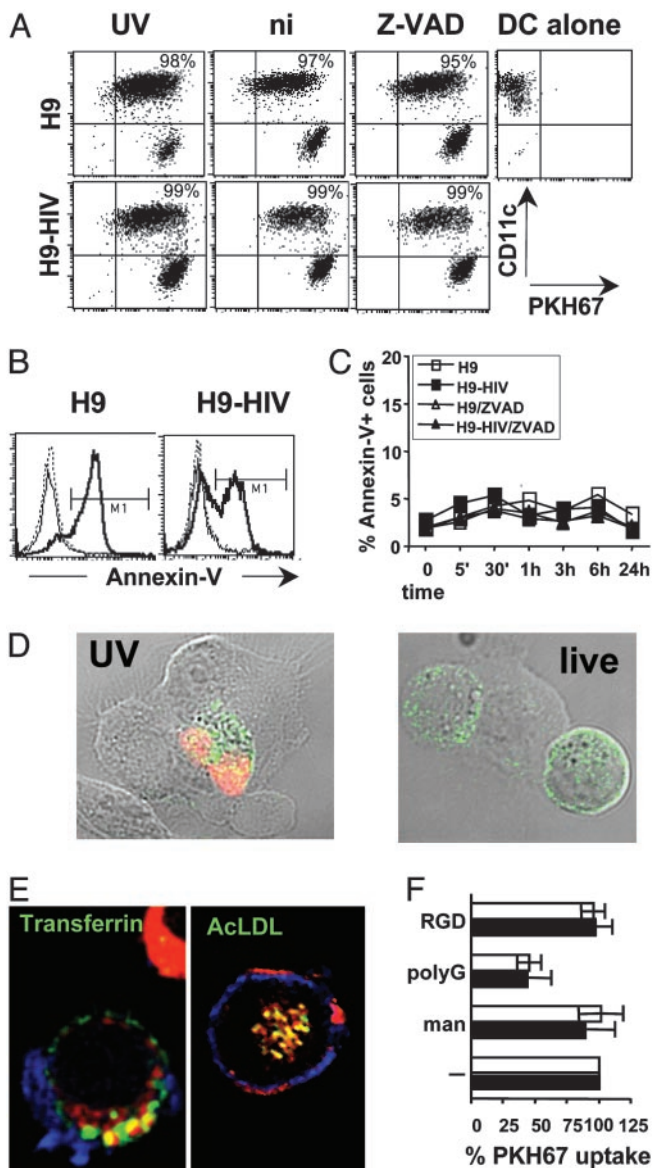 A
UV ni Z-VAD DC alone
98% 97% 95%
H9
99% 99% 99%
H9-HIV
CD11c
PKH67
B
H9 H9-HIV
M1 M1
Annexin-V
C
% Annexin-V+ cells
20
15
10
5
0
H9
H9-HIV
H9/ZVAD
H9-HIV/ZVAD
0 5' 30' 1h 3h 6h 24h
time
D
UV live
E
Transferrin AcLDL
F
RGD
polyG
man
–
0 25 50 75 100 125
% PKH67 uptake